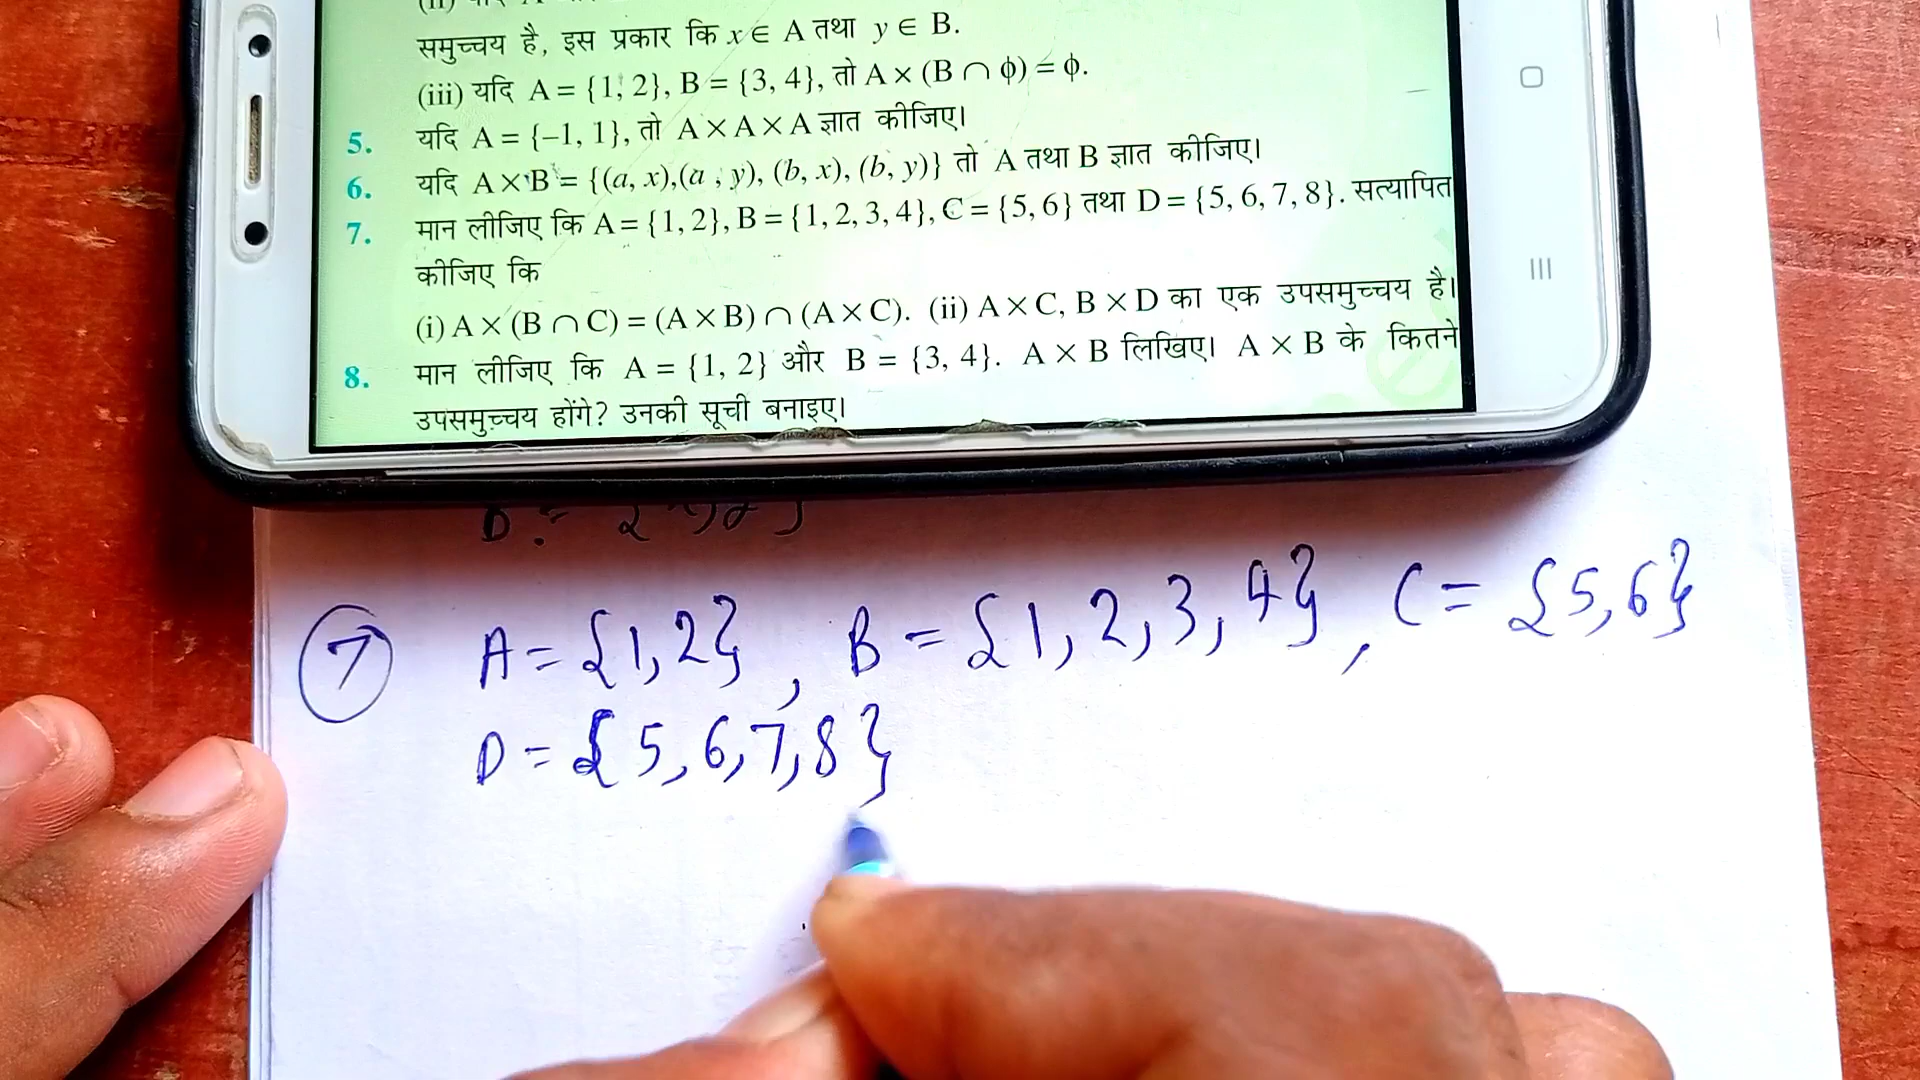 समुच्चय है, इस प्रकार कि x ∈ A तथा y ∈ B.
(iii) यदि A = {1, 2}, B = {3, 4}, तो A × (B ∩ ϕ) = ϕ.
5. यदि A = {–1, 1}, तो A × A × A ज्ञात कीजिए।
6. यदि A × B = {(a, x),(a , y), (b, x), (b, y)} तो A तथा B ज्ञात कीजिए।
7. मान लीजिए कि A = {1, 2}, B = {1, 2, 3, 4}, C = {5, 6} तथा D = {5, 6, 7, 8}. सत्यापित
कीजिए कि
(i) A × (B ∩ C) = (A × B) ∩ (A × C). (ii) A × C, B × D का एक उपसमुच्चय है।
8. मान लीजिए कि A = {1, 2} और B = {3, 4}. A × B लिखिए। A × B के कितने
उपसमुच्चय होंगे? उनकी सूची बनाइए।
7 A = {1, 2}, B = {1, 2, 3, 4}, C = {5, 6}
D = {5, 6, 7, 8}